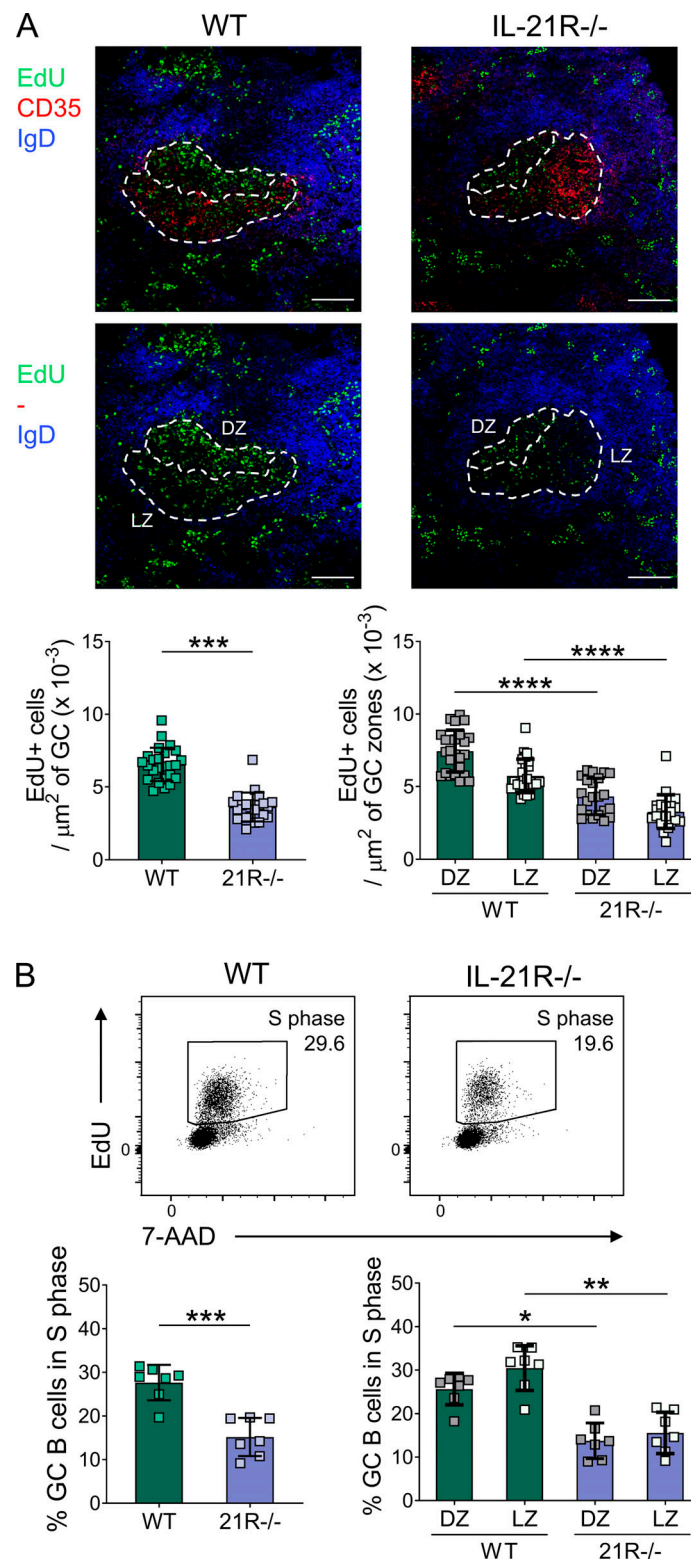 A
WT
IL-21R-/-
EdU
CD35
IgD
EdU
-
IgD
DZ
LZ
DZ
LZ
EdU+ cells
/ μm² of GC (x 10⁻³)
15
10
5
0
***
WT
21R-/-
EdU+ cells
/ μm² of GC zones (x 10⁻³)
15
10
5
0
****
****
DZ
LZ
DZ
LZ
WT
21R-/-
B
WT
IL-21R-/-
S phase
29.6
S phase
19.6
EdU
0
0
0
0
7-AAD
% GC B cells in S phase
50
40
30
20
10
0
***
WT
21R-/-
% GC B cells in S phase
50
40
30
20
10
0
**
*
DZ
LZ
DZ
LZ
WT
21R-/-